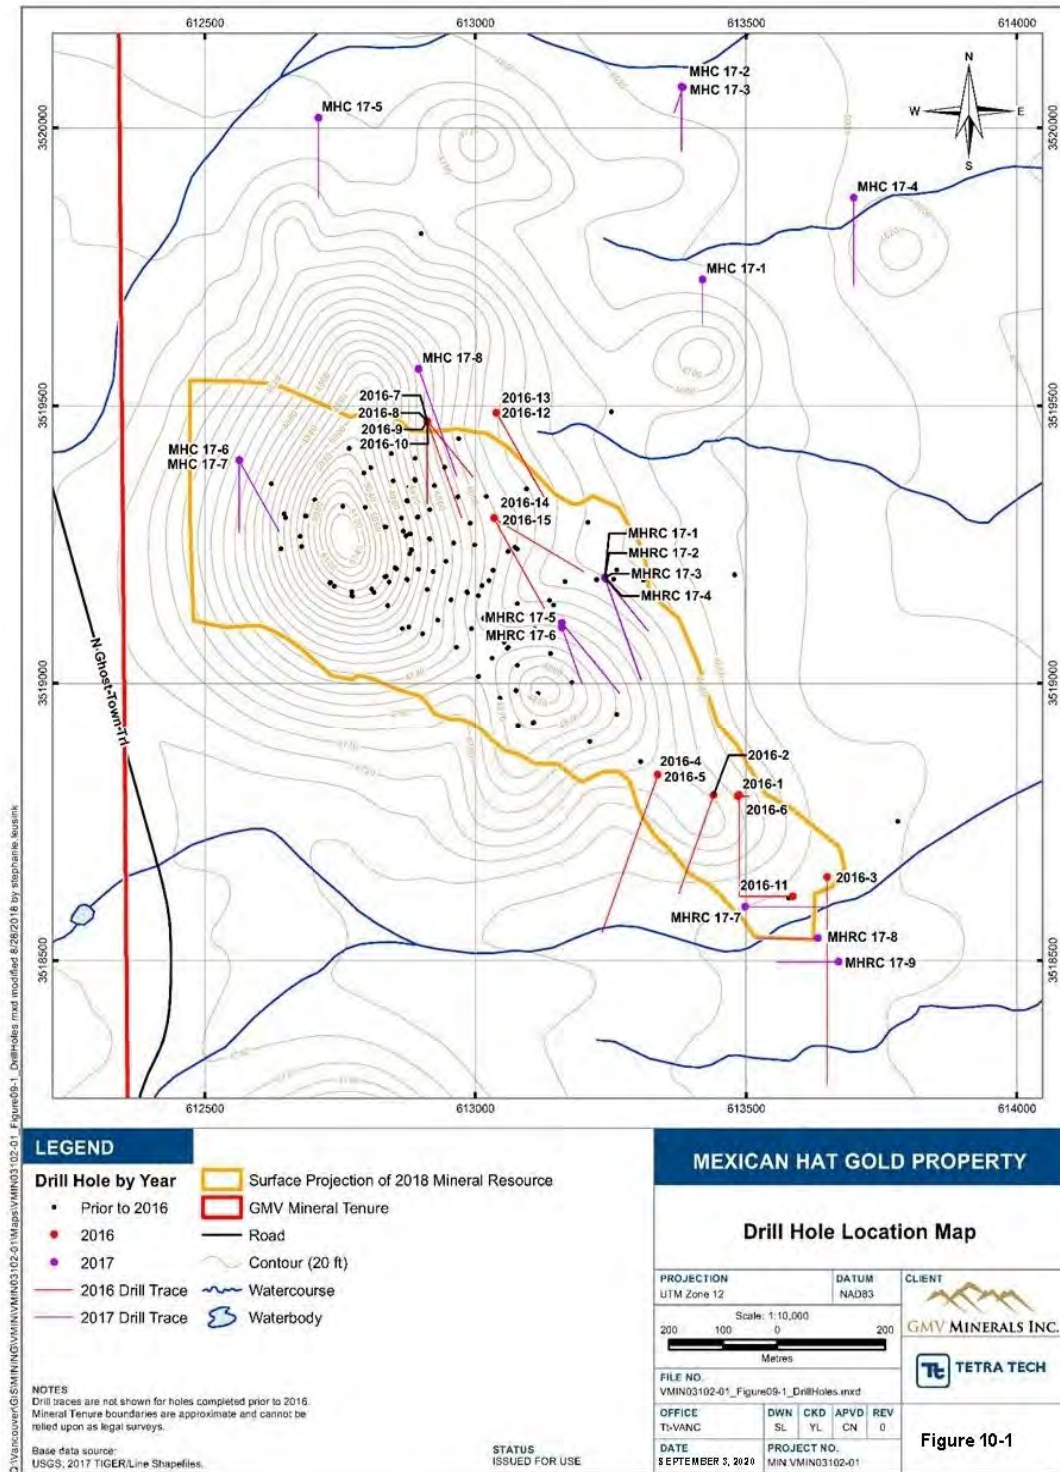 612500
613000
613500
614000
3520000
3520000
3519500
3519500
3519000
3519000
3518500
3518500
N
W
E
S
MHC 17-2
MHC 17-3
MHC 17-5
MHC 17-4
MHC 17-1
MHC 17-8
2016-7
2016-8
2016-9
2016-10
2016-13
2016-12
MHC 17-6
MHC 17-7
2016-14
2016-15
MHRC 17-1
MHRC 17-2
MHRC 17-3
MHRC 17-4
MHRC 17-5
MHRC 17-6
N-Ghost-Town-Trl
2016-2
2016-4
2016-5
2016-1
2016-6
2016-3
2016-11
MHRC 17-7
MHRC 17-8
MHRC 17-9
612500
613000
613500
614000
LEGEND
Drill Hole by Year
Prior to 2016
2016
2017
2016 Drill Trace
2017 Drill Trace
Surface Projection of 2018 Mineral Resource
GMV Mineral Tenure
Road
Contour (20 ft)
Watercourse
Waterbody
NOTES
Drill traces are not shown for holes completed prior to 2016.
Mineral Tenure boundaries are approximate and cannot be
relied upon as legal surveys.
Base data source:
USGS, 2017 TIGER/Line Shapefiles.
STATUS
ISSUED FOR USE
MEXICAN HAT GOLD PROPERTY
Drill Hole Location Map
PROJECTION
UTM Zone 12
DATUM
NAD83
CLIENT
GMV MINERALS INC.
Scale: 1:10,000
200 100 0 200
Metres
TETRA TECH
FILE NO.
VMIN03102-01_Figure09-1_DrillHoles.mxd
OFFICE
Tt-VANC
DWN
SL
CKD
YL
APVD
CN
REV
0
DATE
SEPTEMBER 3, 2020
PROJECT NO.
MIN.VMIN03102-01
Figure 10-1